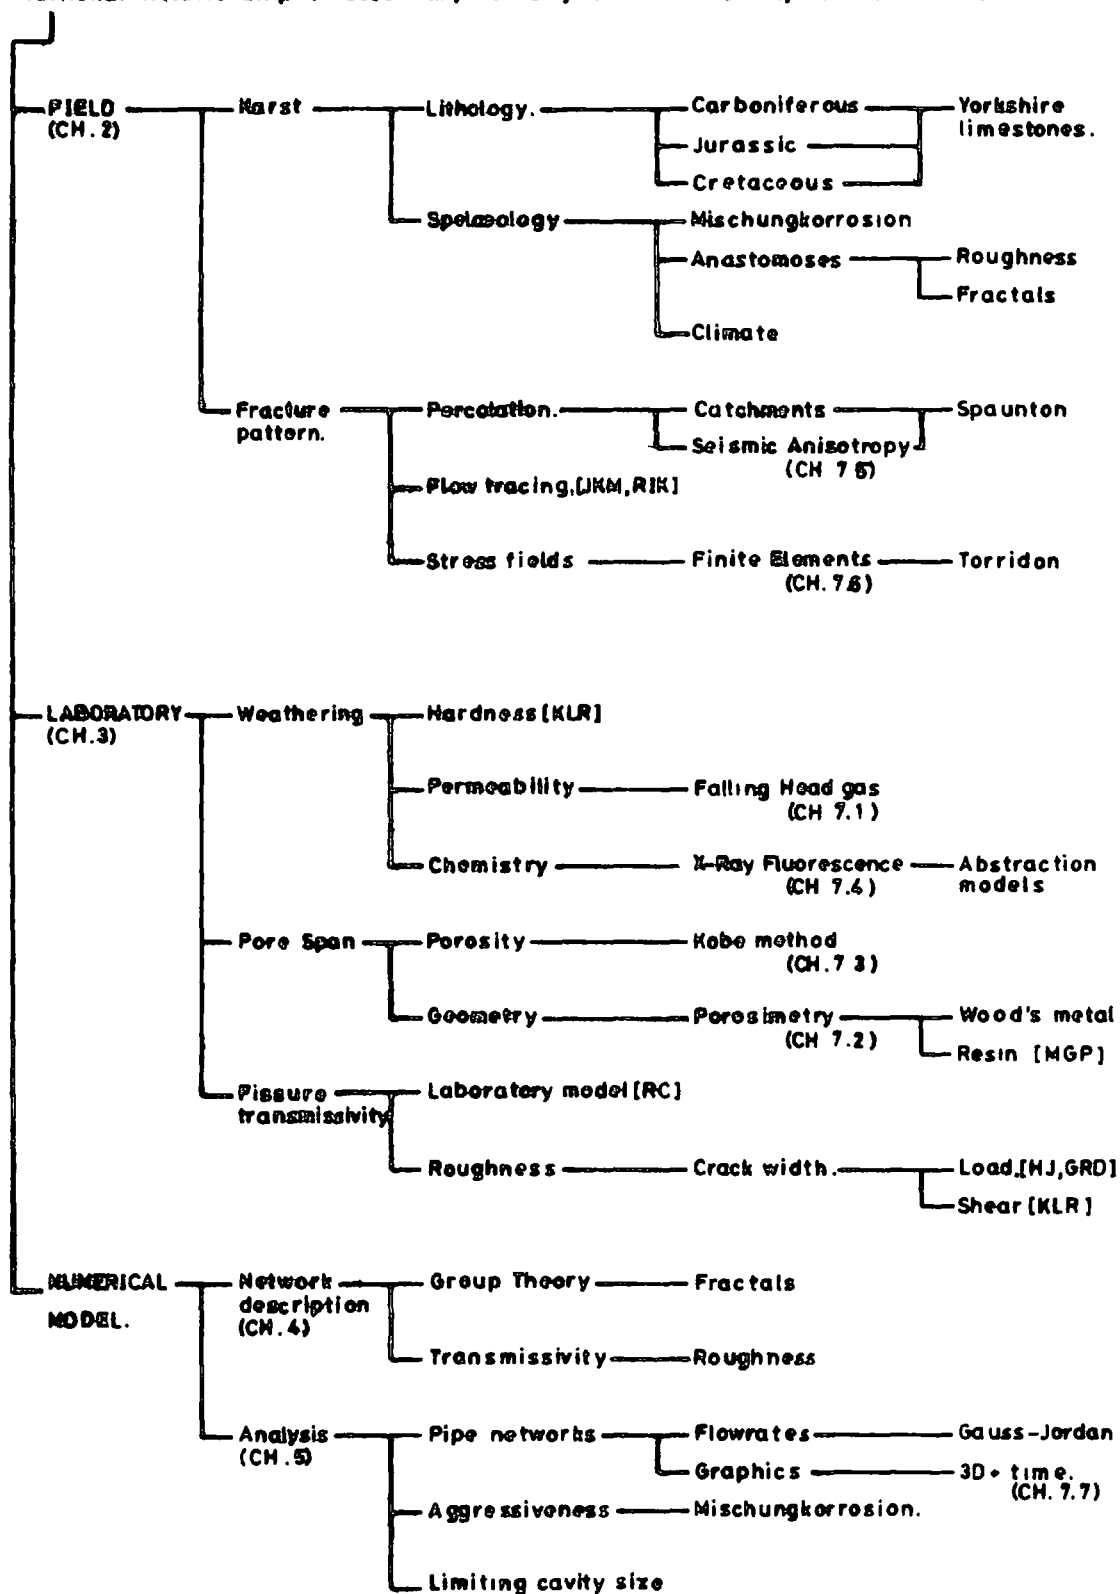 FIELD Karst Lithology. Carboniferous Yorkshire
(CH.2) limestones.
Jurassic
Cretaceous
Spelaeology Mischungkorrosion
Anastomoses Roughness
Fractals
Climate
Fracture Percolation. Catchments Spaunton
pattern. Seismic Anisotropy
(CH 7.5)
Flow tracing,[JKM,RIK]
Stress fields Finite Elements Torridon
(CH. 7.6)
LABORATORY Weathering Hardness [KLR]
(CH.3)
Permeability Falling Head gas
(CH 7.1)
Chemistry X-Ray Fluorescence Abstraction
(CH 7.4) models
Pore Span Porosity Kobe method
(CH.7 3)
Geometry Porosimetry Wood's metal
(CH 7.2) Resin [MGP]
Fissure Laboratory model [RC]
transmissivity
Roughness Crack width. Load.[HJ,GRD]
Shear [KLR]
NUMERICAL Network Group Theory Fractals
MODEL. description
(CH.4)
Transmissivity Roughness
Analysis Pipe networks Flowrates Gauss-Jordan
(CH.5)
Graphics 3D + time.
(CH. 7.7)
Aggressiveness Mischungkorrosion.
Limiting cavity size